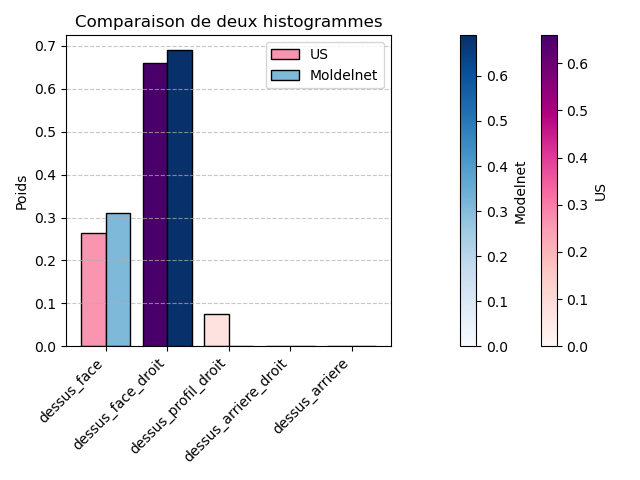 Comparaison de deux histogrammes
Poids
0.7
0.6
0.5
0.4
0.3
0.2
0.1
0.0
US
Moldelnet
dessus_face
dessus_face_droit
dessus_profil_droit
dessus_arriere_droit
dessus_arriere
0.6
0.5
0.4
0.3
0.2
0.1
0.0
Modelnet
0.6
0.5
0.4
0.3
0.2
0.1
0.0
US